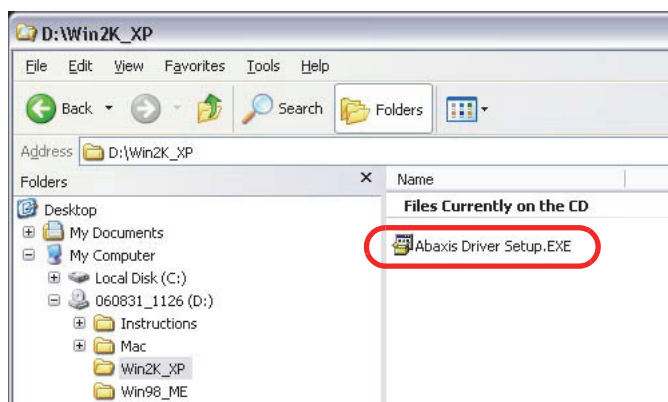 D:\Win2K_XP
File Edit View Favorites Tools Help
Back Search Folders
Address D:\Win2K_XP
Folders
Name
Files Currently on the CD
Desktop
My Documents
Abaxis Driver Setup.EXE
My Computer
Local Disk (C:)
060831_1126 (D:)
Instructions
Mac
Win2K_XP
Win98_ME